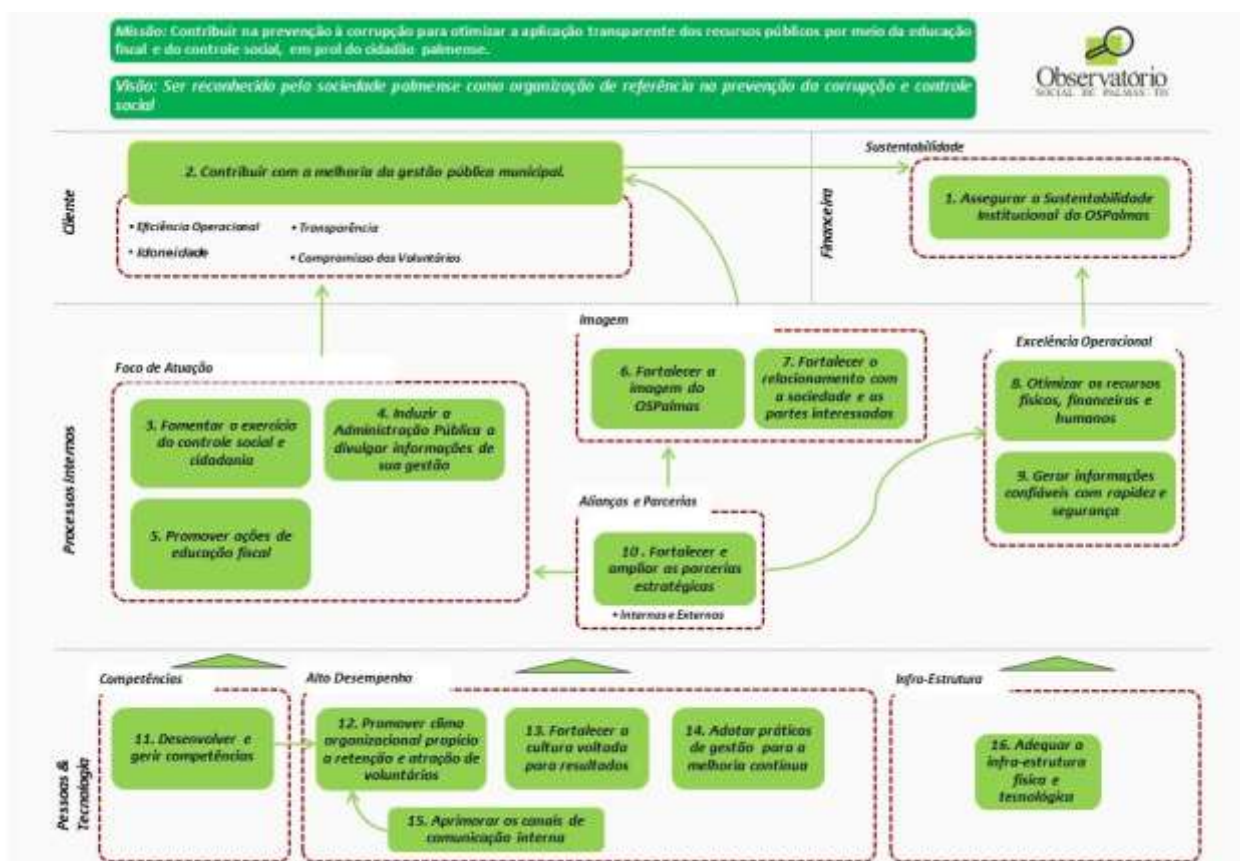 Missão: Contribuir na prevenção à corrupção para otimizar a aplicação transparente dos recursos públicos por meio da educação
fiscal e do controle social, em prol do cidadão palmense.
Visão: Ser reconhecido pela sociedade palmense como organização de referência na prevenção da corrupção e controle
social
Observatório
SOCIAL DE PALMAS TO
Cliente
2. Contribuir com a melhoria da gestão pública municipal.
• Eficiência Operacional
• Transparência
• Idoneidade
• Compromisso dos Voluntários
Financeira
Sustentabilidade
1. Assegurar a Sustentabilidade
Institucional do OSPalmas
Processos Internos
Foco de Atuação
3. Fomentar o exercício
do controle social e
cidadania
4. Induzir a
Administração Pública a
divulgar informações de
sua gestão
5. Promover ações de
educação fiscal
Imagem
6. Fortalecer a
imagem do
OSPalmas
7. Fortalecer o
relacionamento com
a sociedade e as
partes interessadas
Alianças e Parcerias
10 . Fortalecer e
ampliar as parcerias
estratégicas
• Internas e Externas
Excelência Operacional
8. Otimizar os recursos
físicos, financeiros e
humanos
9. Gerar informações
confiáveis com rapidez e
segurança
Pessoas &
Tecnologia
Competências
11. Desenvolver e
gerir competências
Alto Desempenho
12. Promover clima
organizacional propício
a retenção e atração de
voluntários
13. Fortalecer a
cultura voltada
para resultados
14. Adotar práticas
de gestão para a
melhoria contínua
15. Aprimorar os canais de
comunicação interna
Infra-Estrutura
16. Adequar a
infra-estrutura
física e
tecnológica